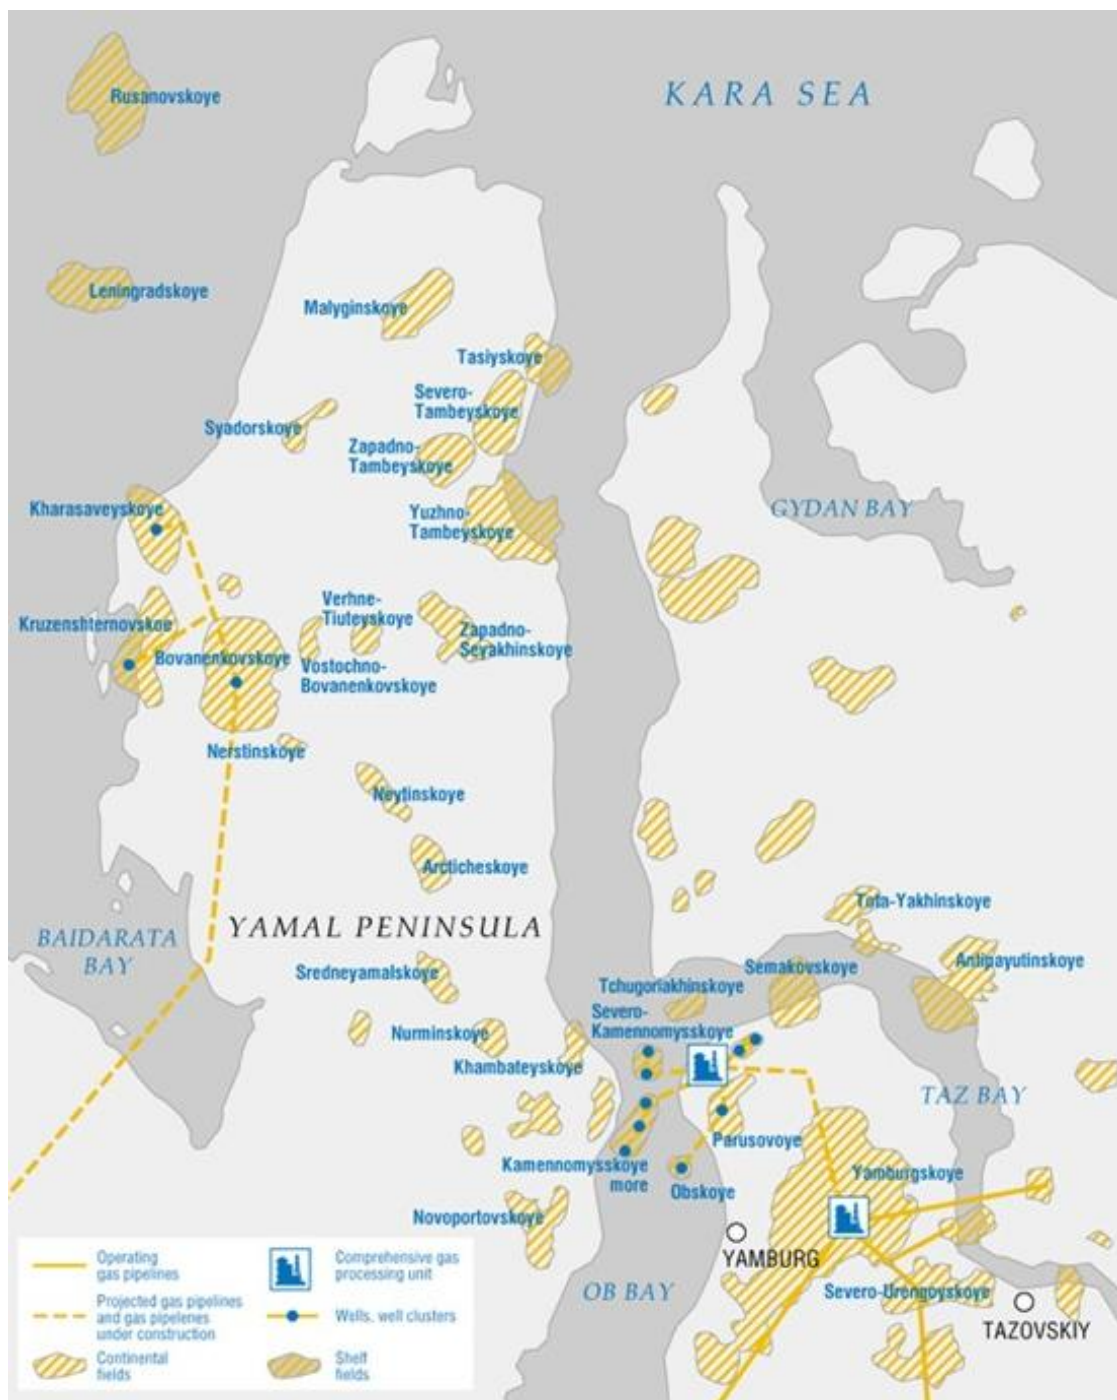 KARA SEA
Rusanovskoye
Leningradskoye
Malyginskoye
Tasiyskoye
Severo-
Tambeyskoye
Syadorskoye
Zapadno-
Tambeyskoye
Kharasaveyskoye
Yuzhno-
Tambeyskoye
GYDAN BAY
Verhne-
Tiuteyskoye
Kruzenshternovskoe
Zapadno-
Seyakhinskoye
Bovanenkovskoye
Vostochno-
Bovanenkovskoye
Nerstinskoye
Neytinskoye
Arcticheskoye
Tota-Yakhinskoye
YAMAL PENINSULA
BAIDARATA
BAY
Antipayutinskoye
Semakovskoye
Sredneyamalskoye
Tchugoriakhinskoye
Severo-
Kamennomysskoye
Nurminskoye
Khambateyskoye
TAZ BAY
Parusovoye
Kamennomysskoye
more
Obskoye
Yamburgskoye
Novoportovskoye
YAMBURG
OB BAY
Severo-Urengoyskoye
TAZOVSKIY
Operating
gas pipelines
Comprehensive gas
processing unit
Projected gas pipelines
and gas pipelenes
under construction
Wells, well clusters
Continental
fields
Shelf
fields